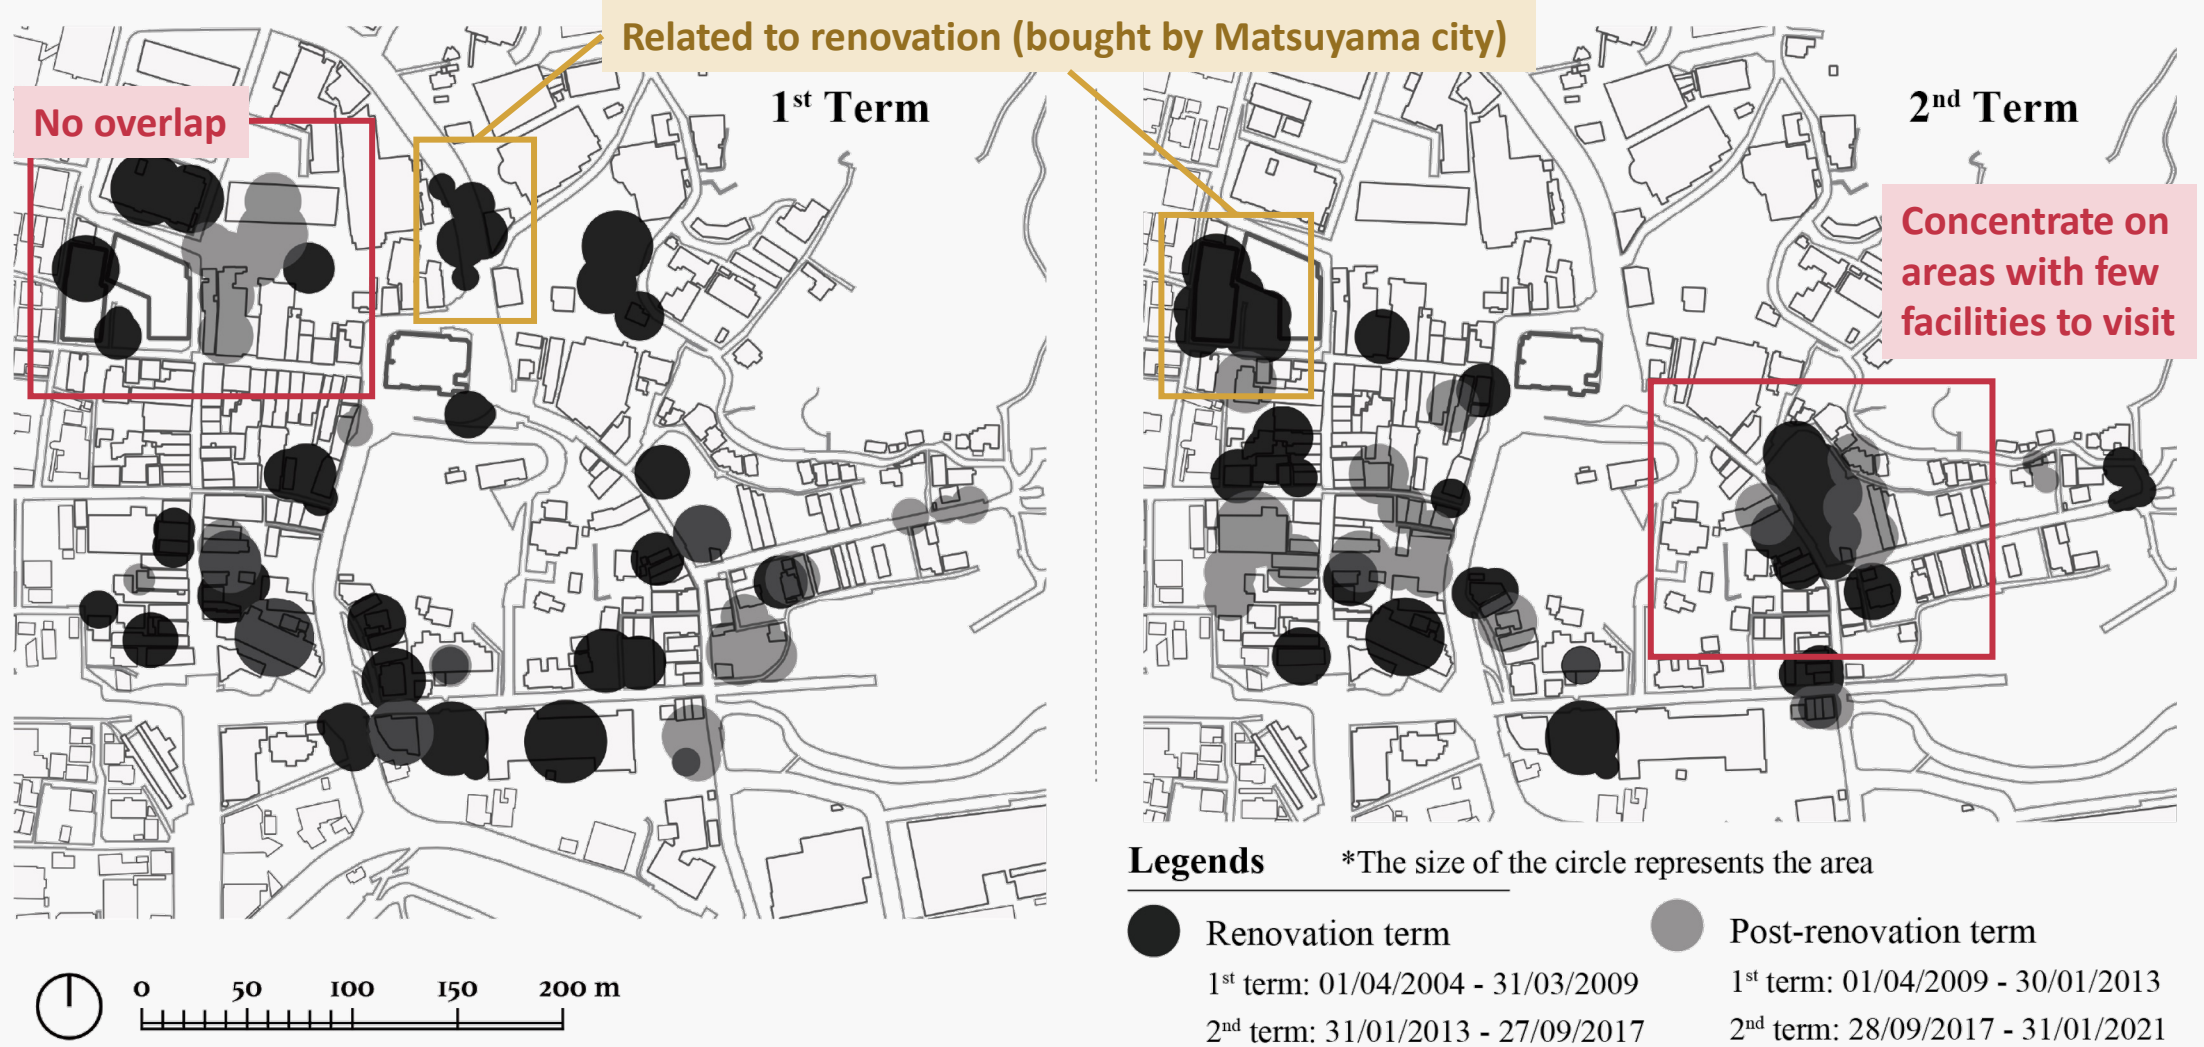 Related to renovation (bought by Matsuyama city)
1st Term
No overlap
2nd Term
Concentrate on
areas with few
facilities to visit
Legends *The size of the circle represents the area
Renovation term
1st term: 01/04/2004 - 31/03/2009
2nd term: 31/01/2013 - 27/09/2017
Post-renovation term
1st term: 01/04/2009 - 30/01/2013
2nd term: 28/09/2017 - 31/01/2021
0 50 100 150 200 m